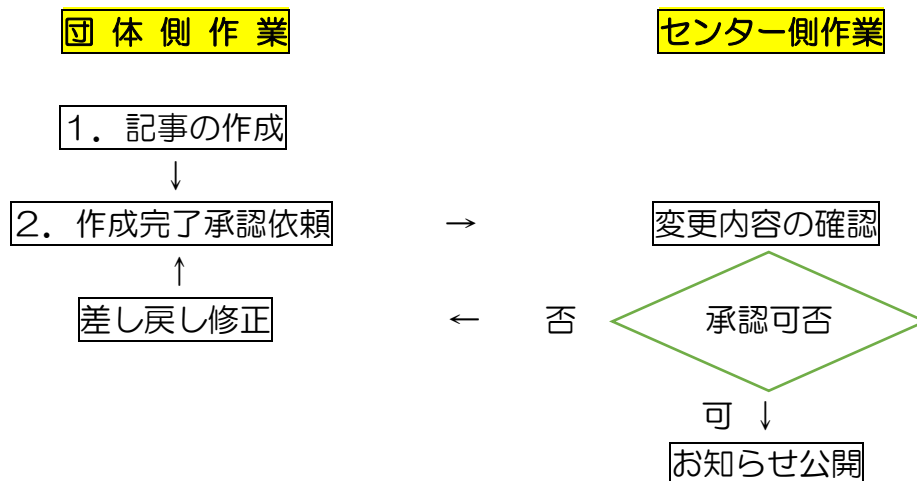 団 体 側 作 業
センター側作業
１．記事の作成
↓
２．作成完了承認依頼 → 変更内容の確認
↑
差し戻し修正 ← 否 承認可否
可 ↓
お知らせ公開